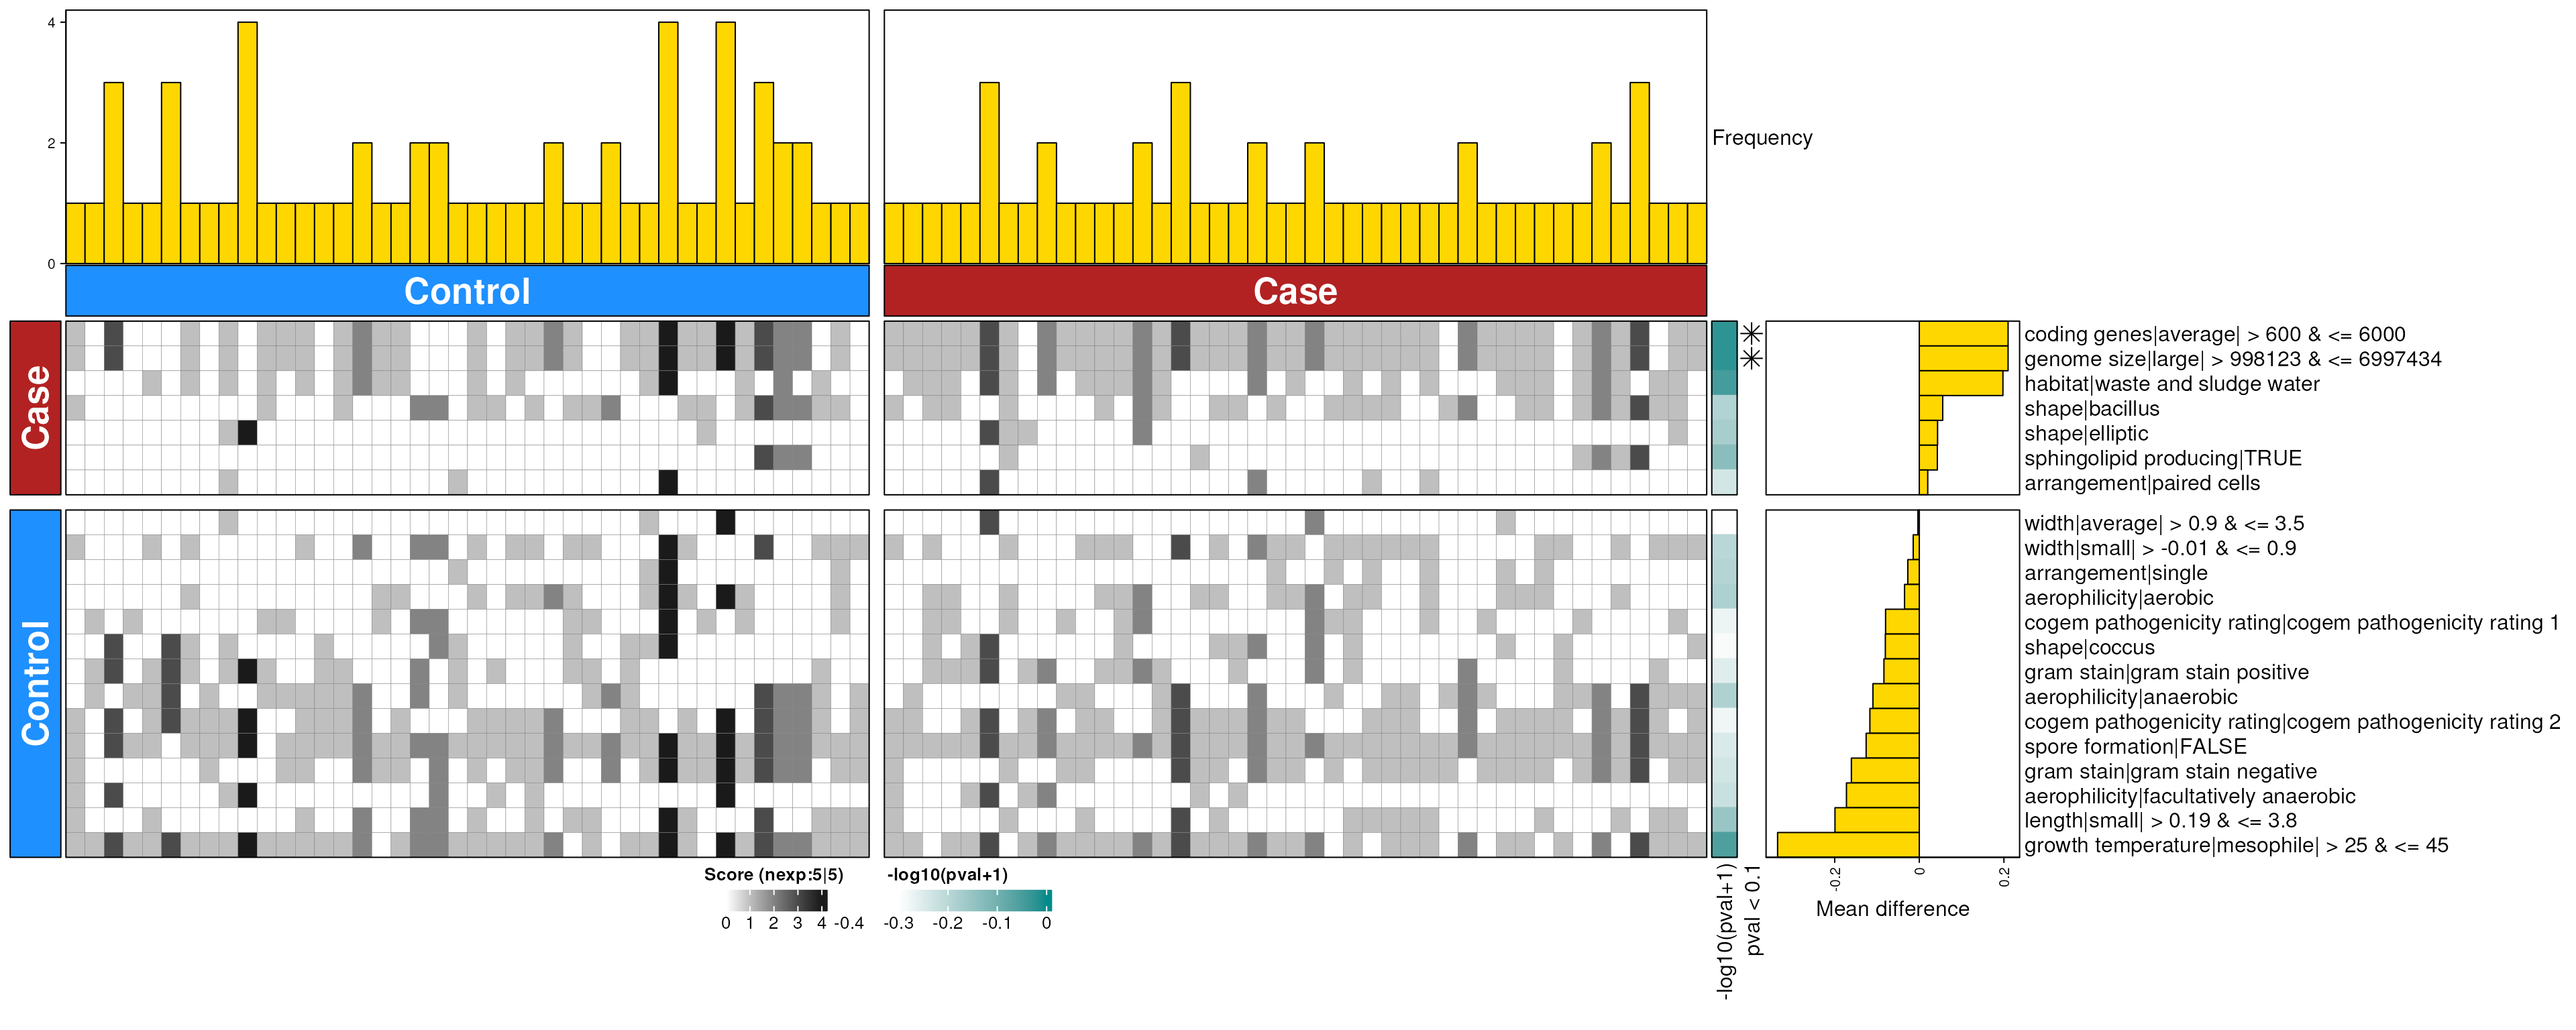 4
2
0
Frequency
Control
Case
Case
coding genes|average| > 600 & <= 6000
genome size|large| > 998123 & <= 6997434
habitat|waste and sludge water
shape|bacillus
shape|elliptic
sphingolipid producing|TRUE
arrangement|paired cells
Control
width|average| > 0.9 & <= 3.5
width|small| > -0.01 & <= 0.9
arrangement|single
aerophilicity|aerobic
cogem pathogenicity rating|cogem pathogenicity rating 1
shape|coccus
gram stain|gram stain positive
aerophilicity|anaerobic
cogem pathogenicity rating|cogem pathogenicity rating 2
spore formation|FALSE
gram stain|gram stain negative
aerophilicity|facultatively anaerobic
length|small| > 0.19 & <= 3.8
growth temperature|mesophile| > 25 & <= 45
-log10(pval+1)
pval < 0.1
-0.2 0 0.2
Mean difference
Score (nexp:5|5)
0 1 2 3 4
-log10(pval+1)
-0.4 -0.3 -0.2 -0.1 0